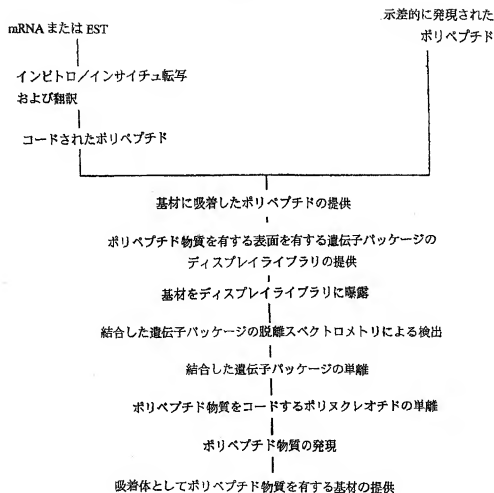 mRNA または EST
インビトロ/インサイチュ転写
および翻訳
コードされたポリペプチド
示差的に発現された
ポリペプチド
基材に吸着したポリペプチドの提供
ポリペプチド物質を有する表面を有する遺伝子パッケージの
ディスプレイライブラリの提供
基材をディスプレイライブラリに曝露
結合した遺伝子パッケージの脱離スペクトロメトリによる検出
結合した遺伝子パッケージの単離
ポリペプチド物質をコードするポリヌクレオチドの単離
ポリペプチド物質の発現
吸着体としてポリペプチド物質を有する基材の提供